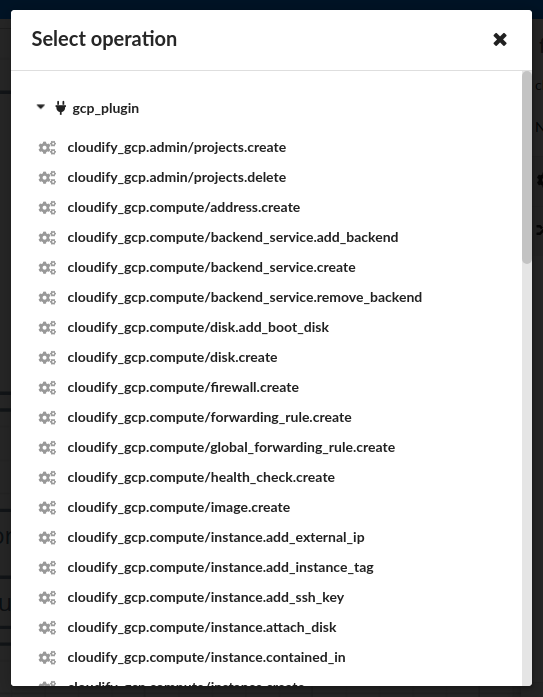 Select operation
gcp_plugin
cloudify_gcp.admin/projects.create
cloudify_gcp.admin/projects.delete
cloudify_gcp.compute/address.create
cloudify_gcp.compute/backend_service.add_backend
cloudify_gcp.compute/backend_service.create
cloudify_gcp.compute/backend_service.remove_backend
cloudify_gcp.compute/disk.add_boot_disk
cloudify_gcp.compute/disk.create
cloudify_gcp.compute/firewall.create
cloudify_gcp.compute/forwarding_rule.create
cloudify_gcp.compute/global_forwarding_rule.create
cloudify_gcp.compute/health_check.create
cloudify_gcp.compute/image.create
cloudify_gcp.compute/instance.add_external_ip
cloudify_gcp.compute/instance.add_instance_tag
cloudify_gcp.compute/instance.add_ssh_key
cloudify_gcp.compute/instance.attach_disk
cloudify_gcp.compute/instance.contained_in